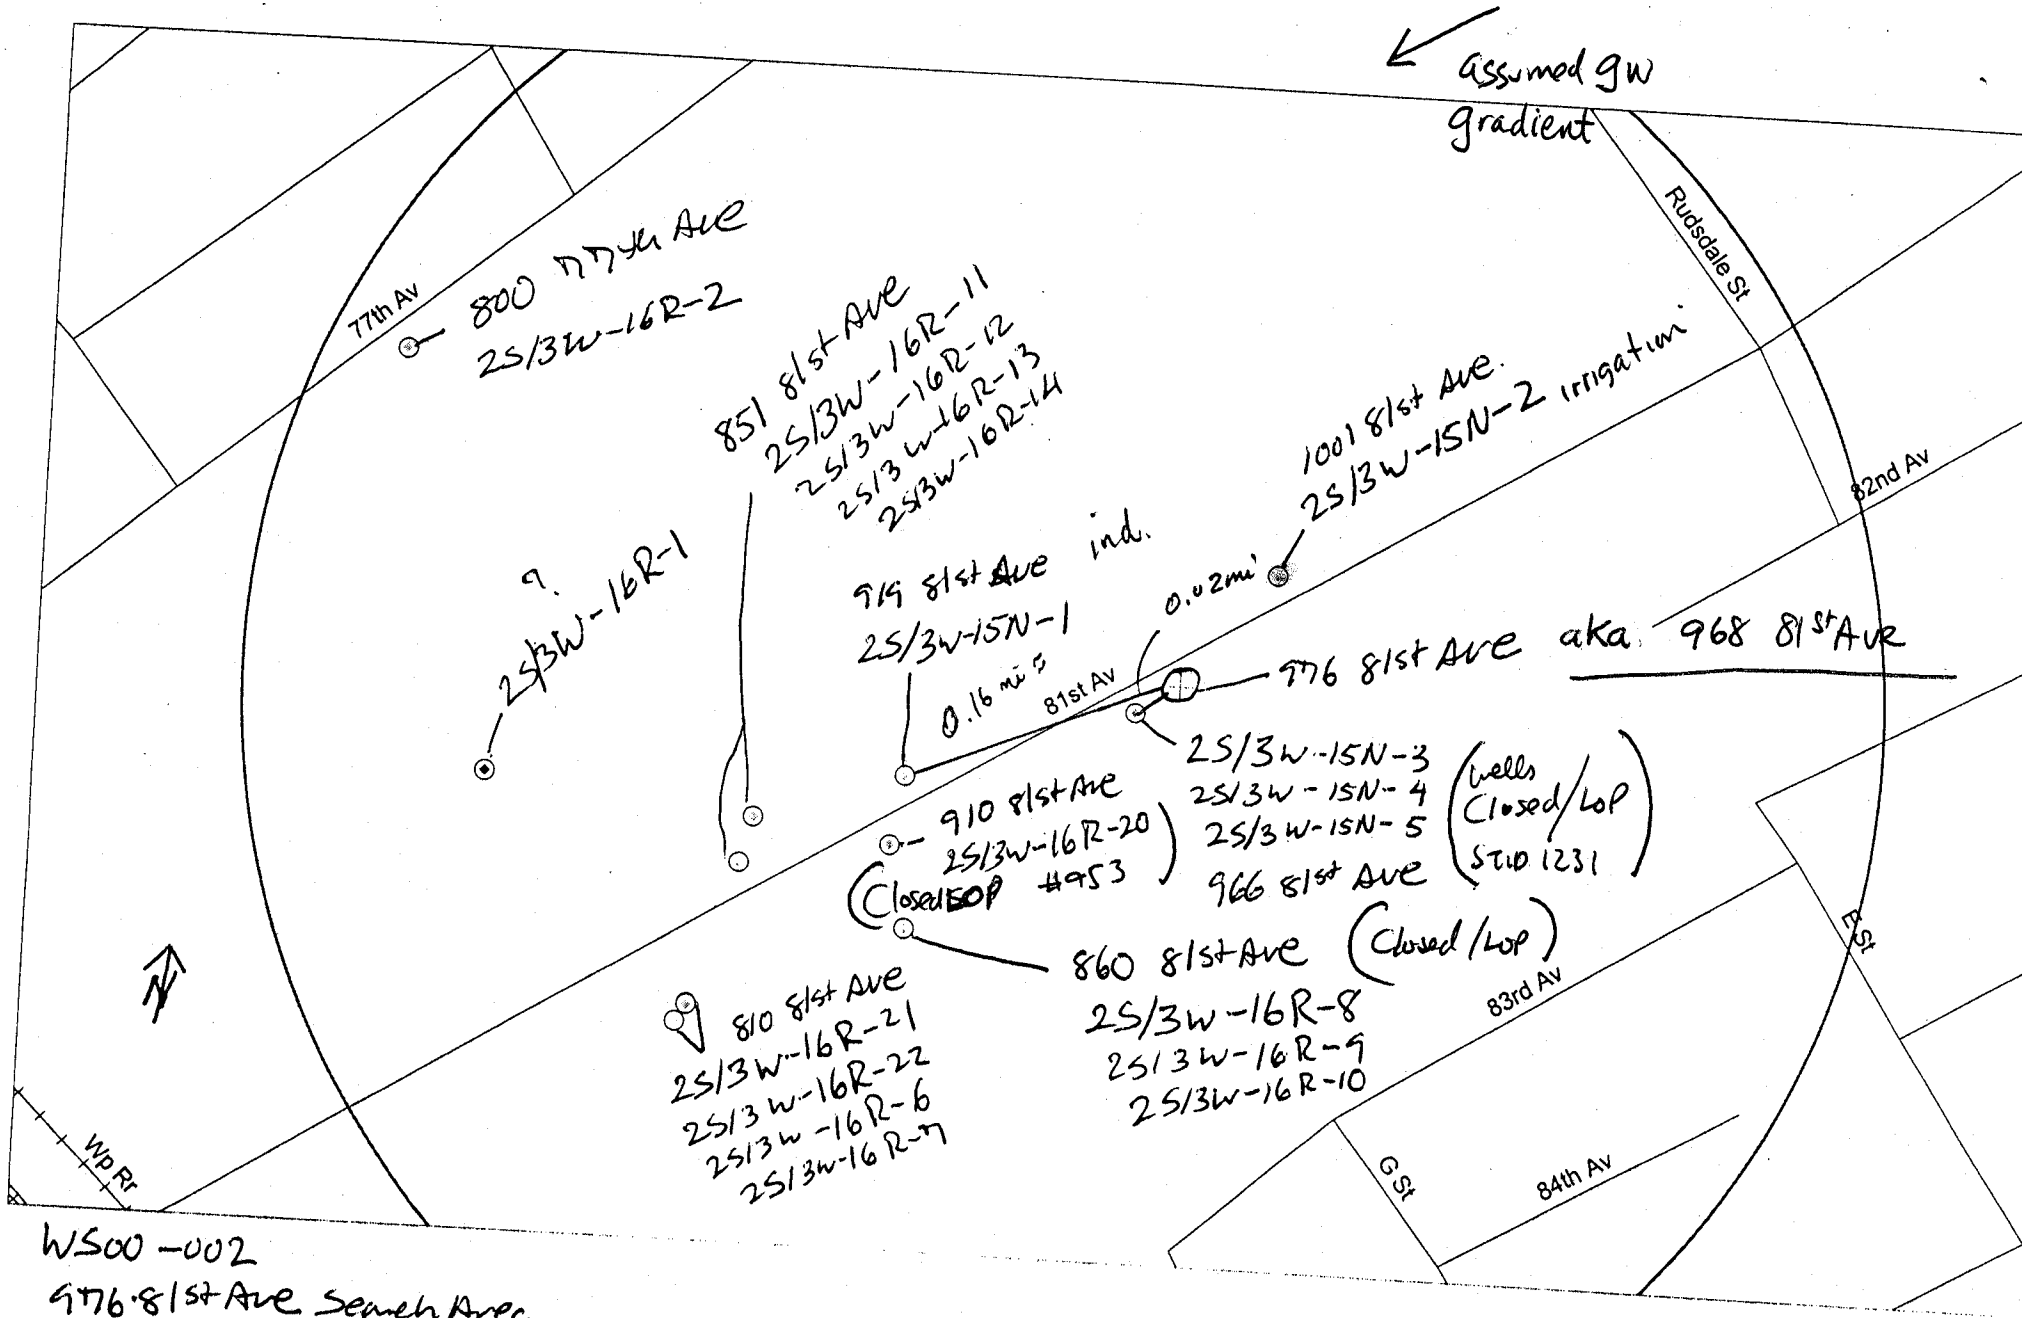 assumed gw
gradient
Rudsdale St
77th Av
800 77th Ave
2S/3W-16R-2
851 81st Ave
2S/3W-16R-11
2S/3W-16R-12
2S/3W-16R-13
2S/3W-16R-14
1001 81st Ave.
2S/3W-15N-2 irrigation
82nd Av
?
2S/3W-16R-1
919 81st Ave ind.
2S/3W-15N-1
0.16 mi s
0.02mi
81st Av
976 81st Ave aka. 968 81st Ave
2S/3W-15N-3
2S/3W-15N-4
2S/3W-15N-5
966 81st Ave
(wells
Closed/LOP
STID 1231)
910 81st Ave
2S/3W-16R-20
(Closed LOP #953)
860 81st Ave (Closed/LOP)
2S/3W-16R-8
2S/3W-16R-9
2S/3W-16R-10
E St
83rd Av
N
810 81st Ave
2S/3W-16R-21
2S/3W-16R-22
2S/3W-16R-6
2S/3W-16R-7
Wp Rr
G St
84th Av
WS00-002
976 81st Ave Search Area